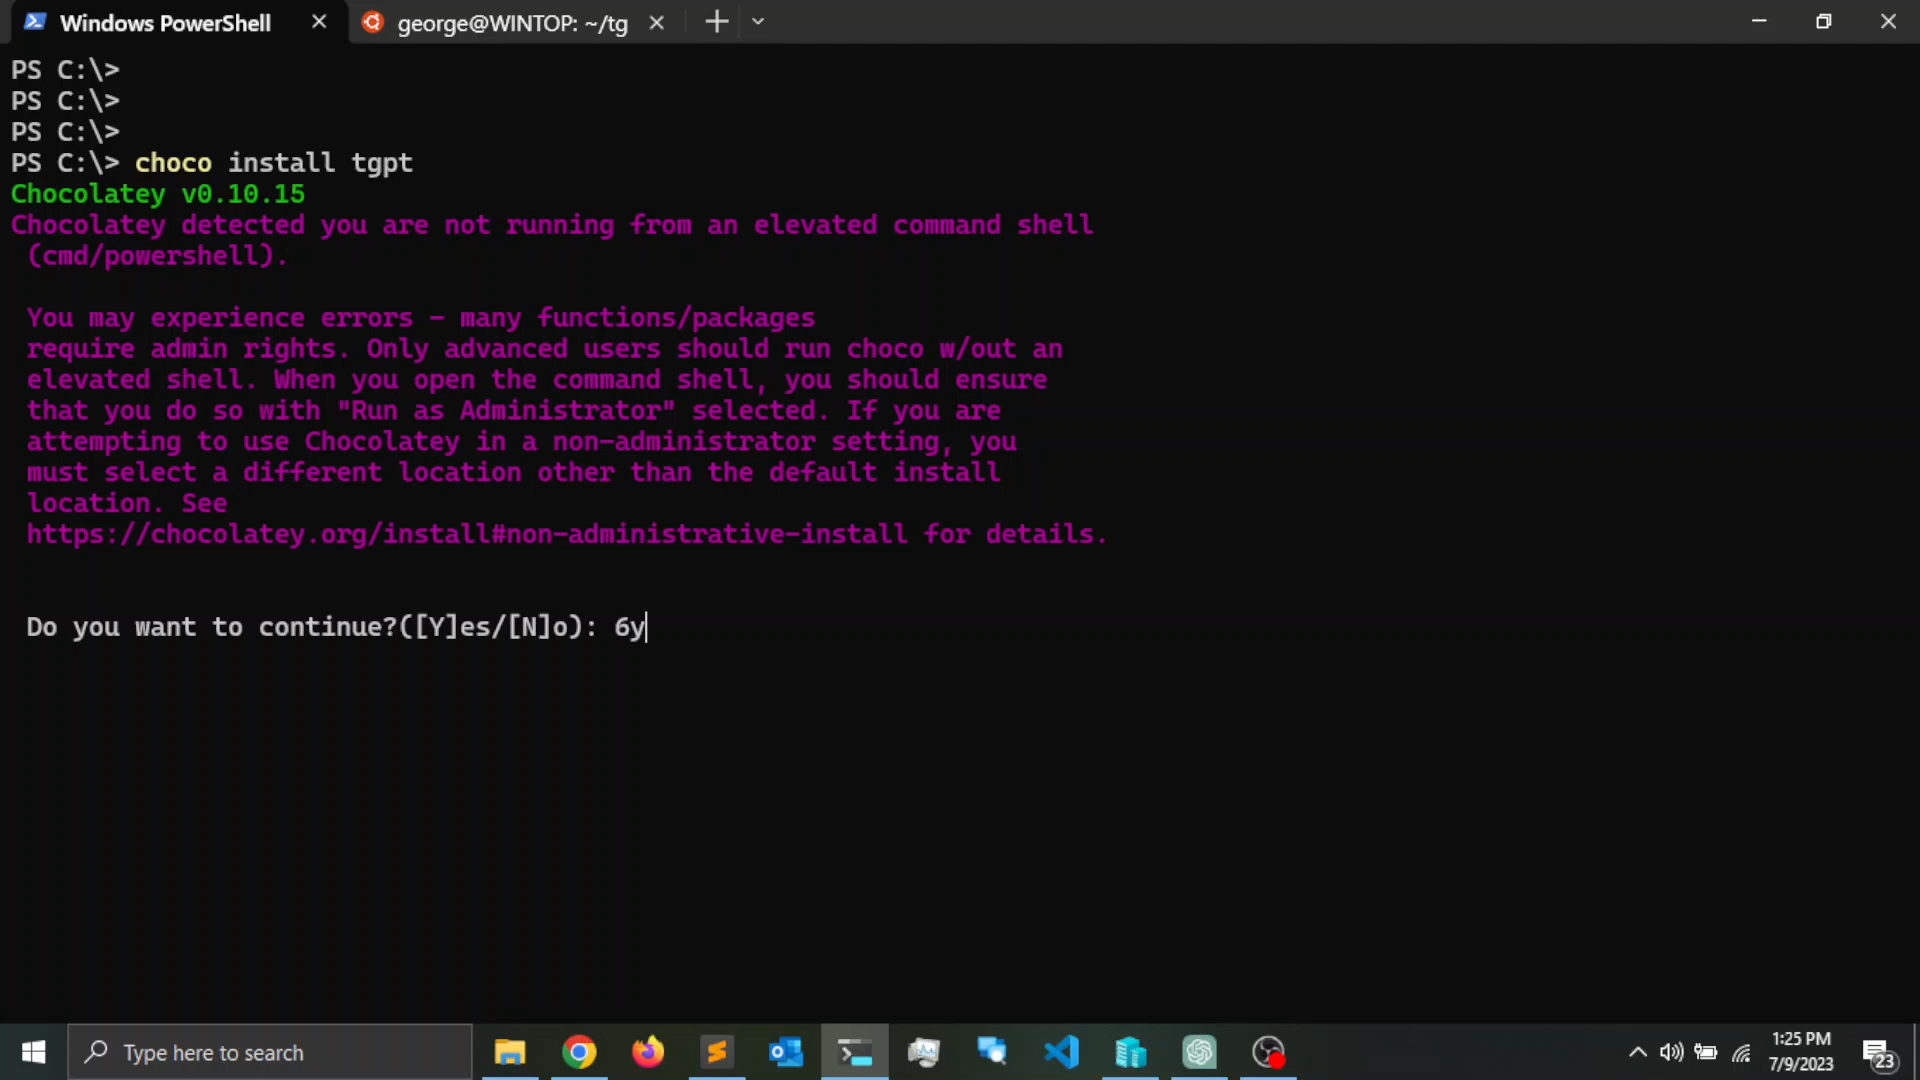 Windows PowerShell
george@WINTOP: ~/tg
PS C:\>
PS C:\>
PS C:\>
PS C:\> choco install tgpt
Chocolatey v0.10.15
Chocolatey detected you are not running from an elevated command shell
(cmd/powershell).
You may experience errors - many functions/packages
require admin rights. Only advanced users should run choco w/out an
elevated shell. When you open the command shell, you should ensure
that you do so with "Run as Administrator" selected. If you are
attempting to use Chocolatey in a non-administrator setting, you
must select a different location other than the default install
location. See
https://chocolatey.org/install#non-administrative-install for details.
Do you want to continue?([Y]es/[N]o): 6y
Type here to search
1:25 PM
7/9/2023
23